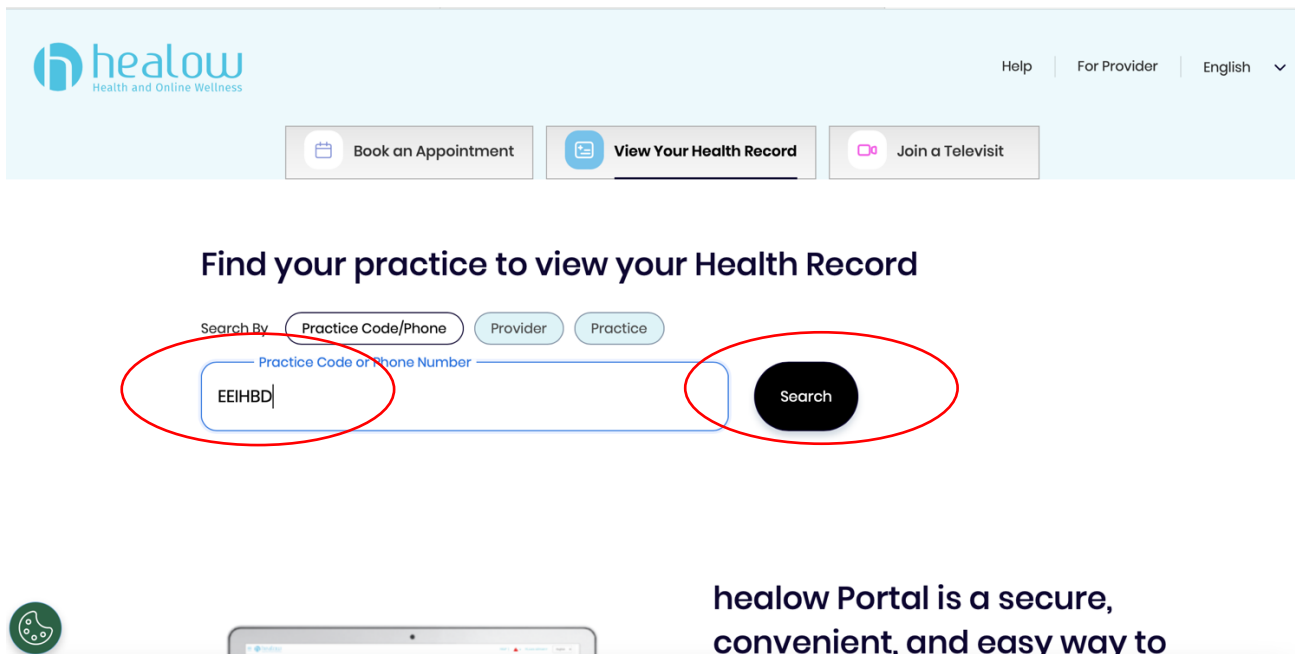 healow
Health and Online Wellness
Help
For Provider
English
Book an Appointment
View Your Health Record
Join a Televisit
Find your practice to view your Health Record
Search By
Practice Code/Phone
Provider
Practice
Practice Code or Phone Number
EEIHBD
Search
healow Portal is a secure,
convenient, and easy way to